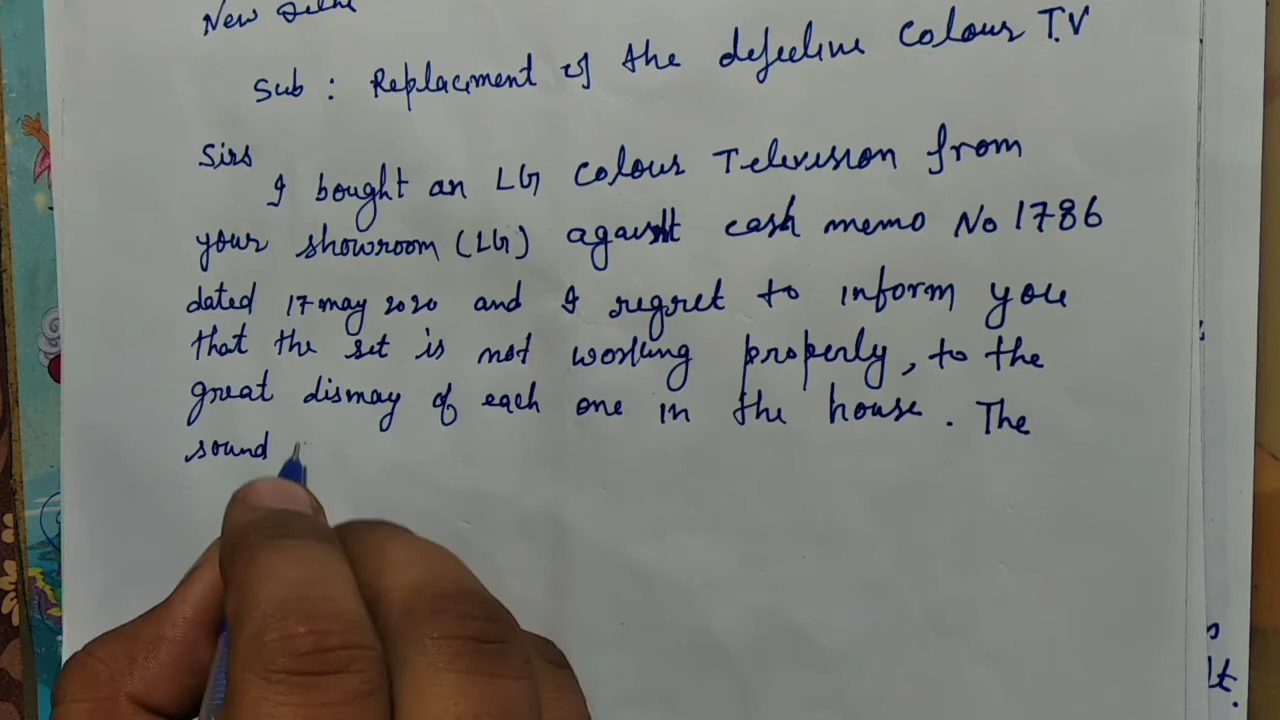 New Delhi
Sub : Replacement of the defective Colour T.V
Sirs
I bought an LG Colour Television from
your showroom (LG) against cash memo No 1786
dated 17 may 2020 and I regret to inform you
that the set is not working properly, to the
great dismay of each one in the house. The
sound